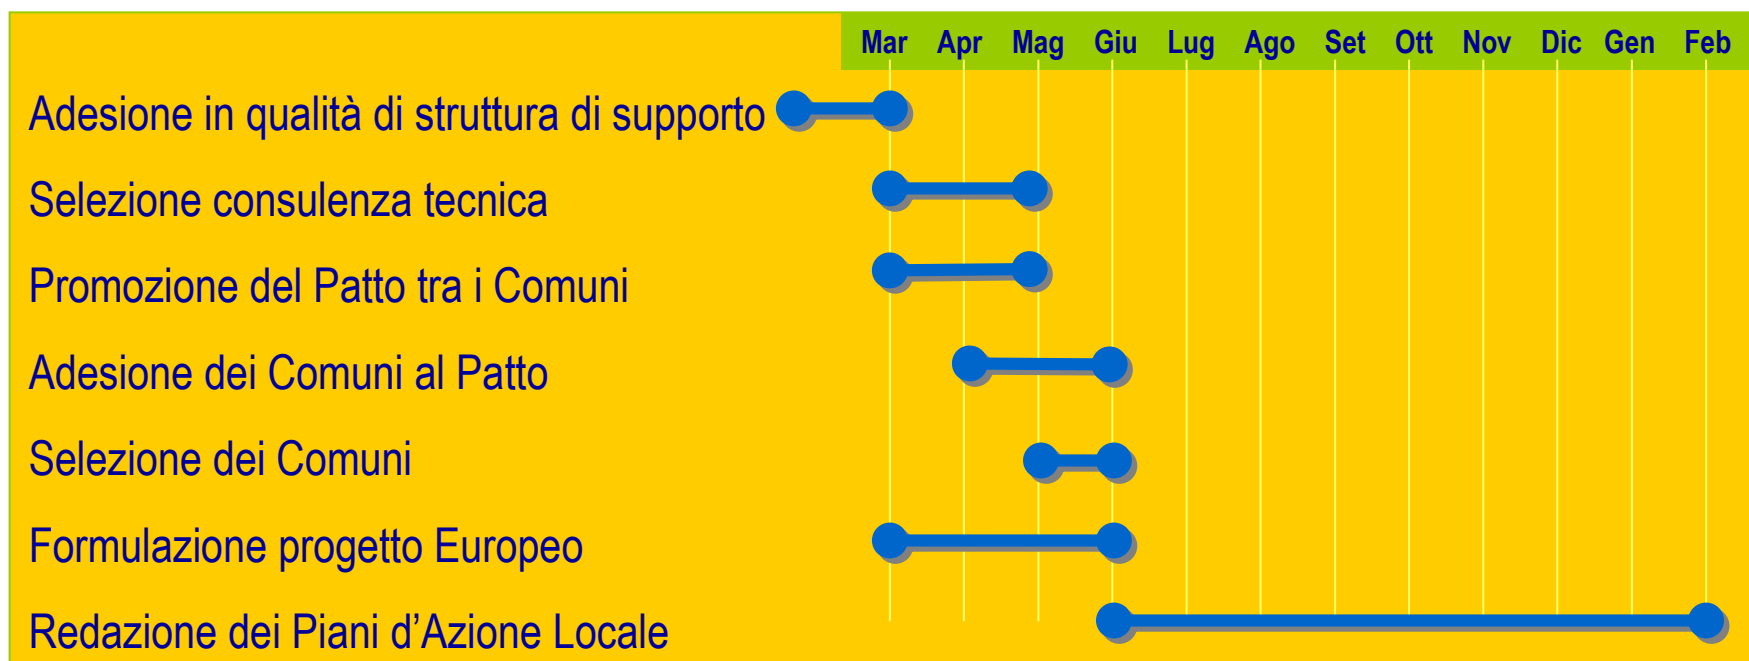 Mar Apr Mag Giu Lug Ago Set Ott Nov Dic Gen Feb
Adesione in qualità di struttura di supporto
Selezione consulenza tecnica
Promozione del Patto tra i Comuni
Adesione dei Comuni al Patto
Selezione dei Comuni
Formulazione progetto Europeo
Redazione dei Piani d’Azione Locale